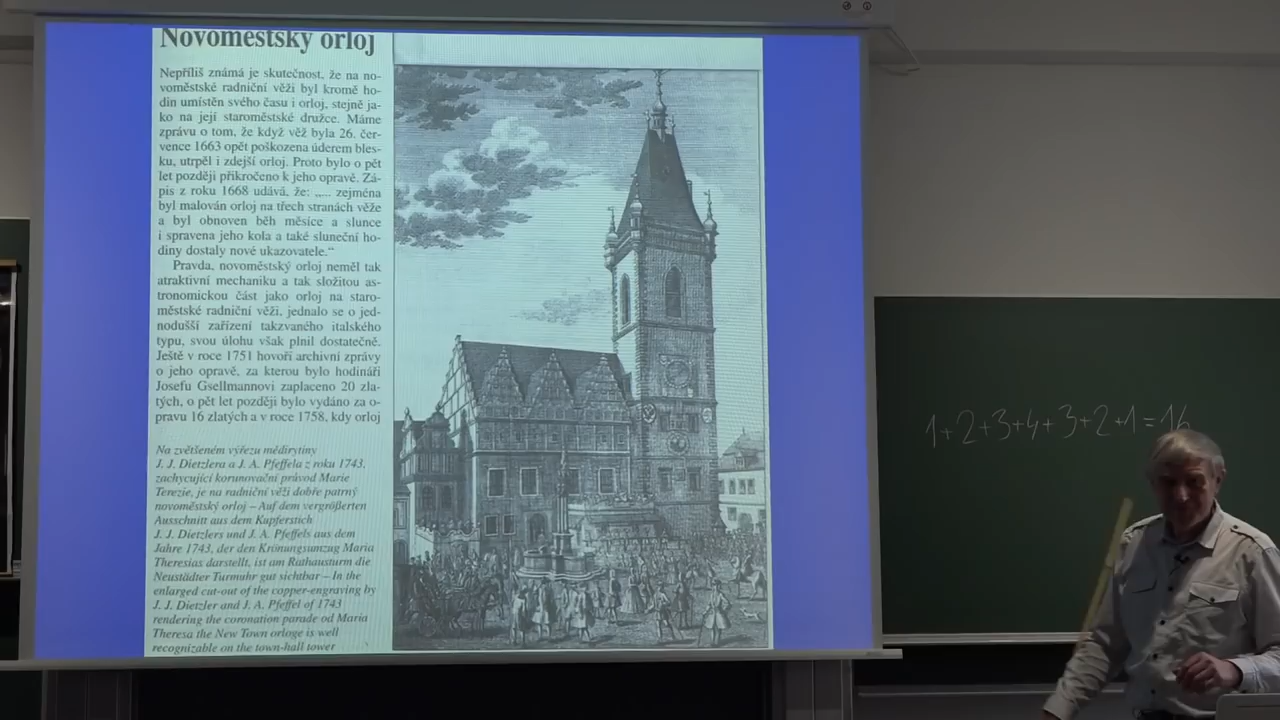 Novoměstský orloj
Nepříliš známá je skutečnost, že na no-
voměstské radniční věži byl kromě ho-
din umístěn svého času i orloj, stejně ja-
ko na její staroměstské družce. Máme
zprávu o tom, že když věž byla 26. čer-
vence 1663 opět poškozena úderem bles-
ku, utrpěl i zdejší orloj. Proto bylo o pět
let později přikročeno k jeho opravě. Zá-
pis z roku 1668 udává, že: „... zejména
byl malován orloj na třech stranách věže
a byl obnoven běh měsíce a slunce
i spravena jeho kola a také sluneční ho-
diny dostaly nové ukazovatele.“
Pravda, novoměstský orloj neměl tak
atraktivní mechaniku a tak složitou as-
tronomickou část jako orloj na staro-
městské radniční věži, jednalo se o jed-
nodušší zařízení takzvaného italského
typu, svou úlohu však plnil dostatečně.
Ještě v roce 1751 hovoří archivní zprávy
o jeho opravě, za kterou bylo hodináři
Josefu Gsellmannovi zaplaceno 20 zla-
tých, o pět let později bylo vydáno za o-
pravu 16 zlatých a v roce 1758, kdy orloj
Na zvětšeném výřezu mědirytiny
J. J. Dietzlera a J. A. Pfeffela z roku 1743,
zachycující korunovační průvod Marie
Terezie, je na radniční věži dobře patrný
novoměstský orloj – Auf dem vergrößerten
Ausschnitt aus dem Kupferstich
J. J. Dietzlers und J. A. Pfeffels aus dem
Jahre 1743, der den Krönungsumzug Maria
Theresias darstellt, ist am Rathausturm die
Neustädter Turmuhr gut sichtbar – In the
enlarged cut-out of the copper-engraving by
J. J. Dietzler and J. A. Pfeffel of 1743
rendering the coronation parade od Maria
Theresa the New Town orloge is well
recognizable on the town-hall tower
1+2+3+4+3+2+1=16